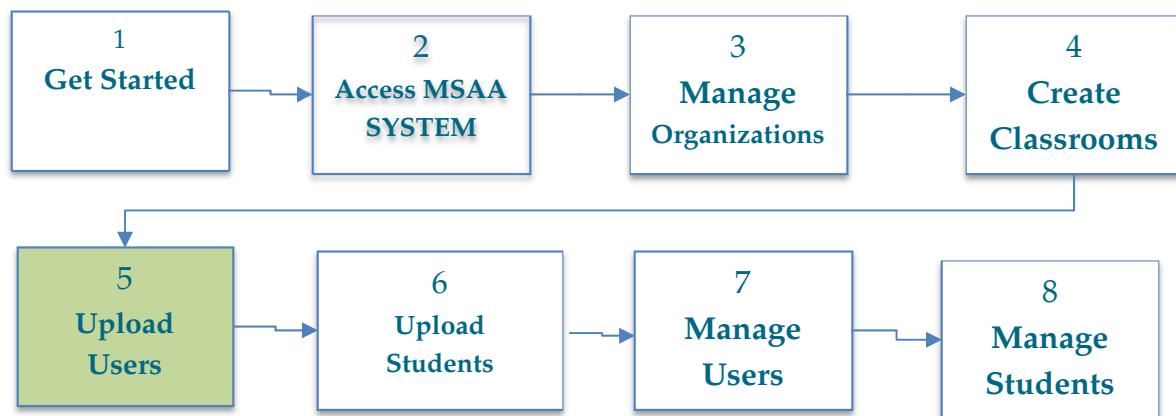 1
Get Started
2
Access MSAA
SYSTEM
3
Manage
Organizations
4
Create
Classrooms
5
Upload
Users
6
Upload
Students
7
Manage
Users
8
Manage
Students